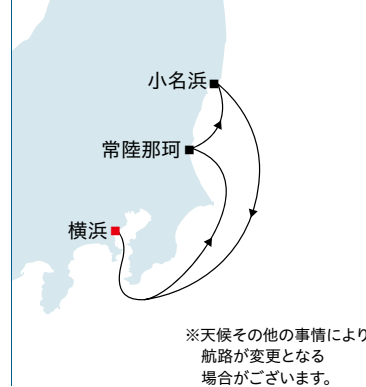 小名浜
常陸那珂
横浜
※天候その他の事情により
航路が変更となる
場合がございます。